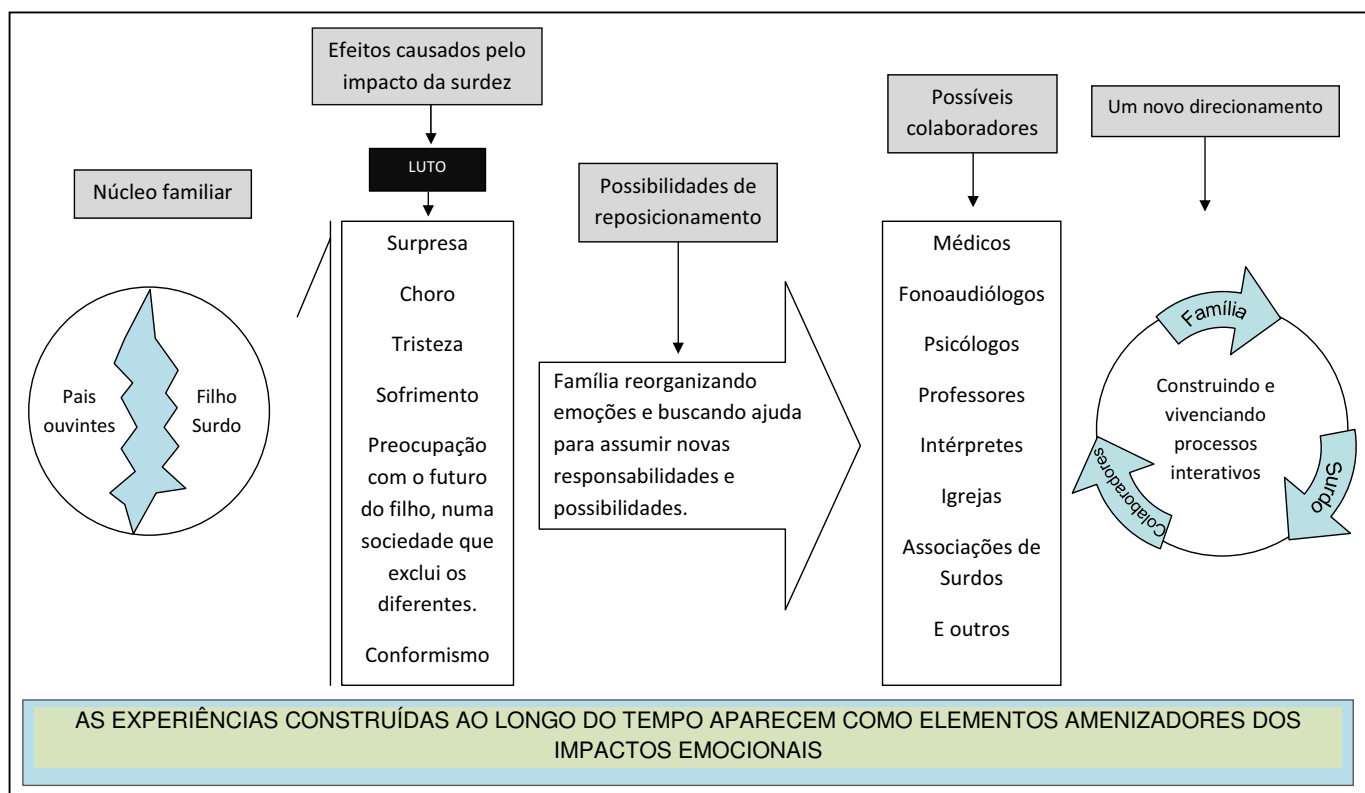 Núcleo familiar
Pais
ouvintes
Filho
Surdo
Efeitos causados pelo
impacto da surdez
LUTO
Surpresa
Choro
Tristeza
Sofrimento
Preocupação
com o futuro
do filho, numa
sociedade que
exclui os
diferentes.
Conformismo
Possibilidades de
reposicionamento
Família reorganizando
emoções e buscando ajuda
para assumir novas
responsabilidades e
possibilidades.
Possíveis
colaboradores
Médicos
Fonoaudiólogos
Psicólogos
Professores
Intérpretes
Igrejas
Associações de
Surdos
E outros
Um novo direcionamento
Família
Surdo
Colaboradores
Construindo e
vivenciando
processos
interativos
AS EXPERIÊNCIAS CONSTRUÍDAS AO LONGO DO TEMPO APARECEM COMO ELEMENTOS AMENIZADORES DOS
IMPACTOS EMOCIONAIS